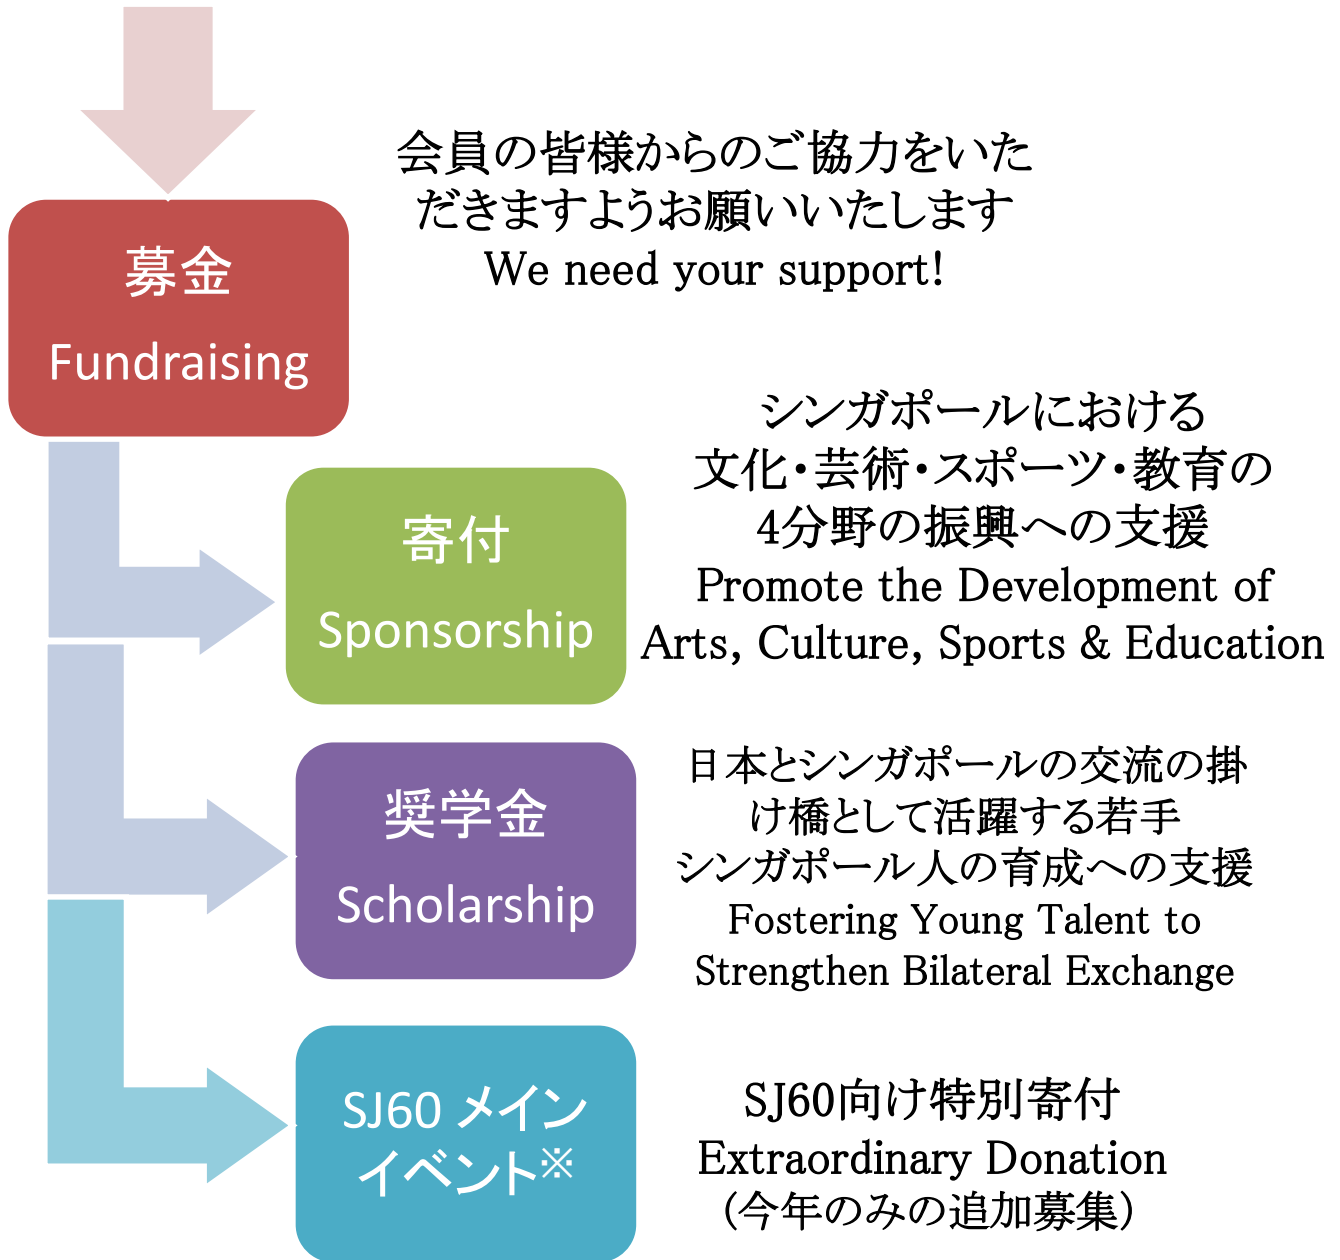 会員の皆様からのご協力をいた
だきますようお願いいたします
We need your support!
募金
Fundraising
シンガポールにおける
文化・芸術・スポーツ・教育の
4分野の振興への支援
Promote the Development of
Arts, Culture, Sports & Education
寄付
Sponsorship
日本とシンガポールの交流の掛
け橋として活躍する若手
シンガポール人の育成への支援
Fostering Young Talent to
Strengthen Bilateral Exchange
奨学金
Scholarship
SJ60 メイン
イベント※
SJ60向け特別寄付
Extraordinary Donation
(今年のみの追加募集)